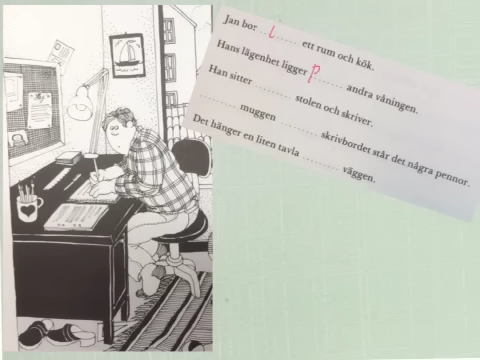 Jan bor ..i...... ett rum och kök.
Hans lägenhet ligger p........ andra våningen.
Han sitter ......... stolen och skriver.
......... muggen ......... skrivbordet står det några pennor.
Det hänger en liten tavla ......... väggen.